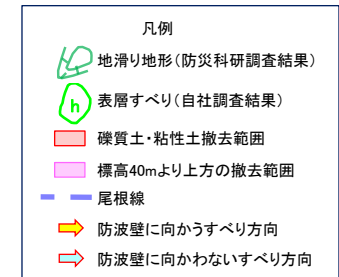 凡例
地滑り地形(防災科研調査結果)
h 表層すべり(自社調査結果)
礫質土・粘性土撤去範囲
標高40mより上方の撤去範囲
尾根線
防波壁に向かうすべり方向
防波壁に向かわないすべり方向